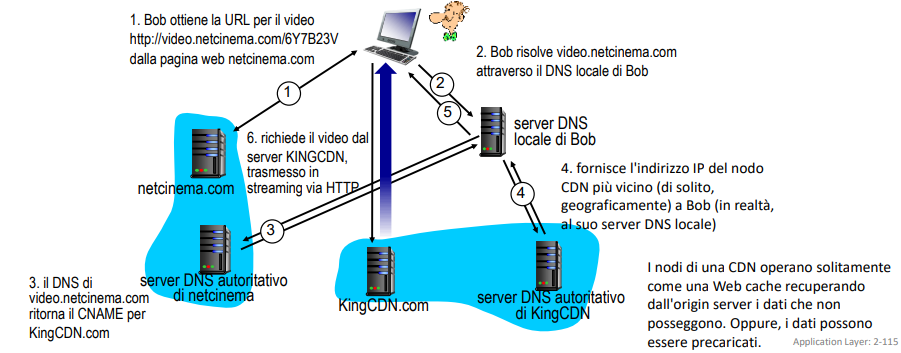 1. Bob ottiene la URL per il video
http://video.netcinema.com/6Y7B23V
dalla pagina web netcinema.com
2. Bob risolve video.netcinema.com
attraverso il DNS locale di Bob
1
2
5
server DNS
locale di Bob
6. richiede il video dal
server KINGCDN,
trasmesso in
streaming via HTTP
netcinema.com
4. fornisce l'indirizzo IP del nodo
CDN più vicino (di solito,
geograficamente) a Bob (in realtà,
al suo server DNS locale)
4
3
3. il DNS di
video.netcinema.com
ritorna il CNAME per
KingCDN.com
server DNS autoritativo
di netcinema
KingCDN.com
server DNS autoritativo
di KingCDN
I nodi di una CDN operano solitamente
come una Web cache recuperando
dall'origin server i dati che non
posseggono. Oppure, i dati possono
essere precaricati.
Application Layer: 2-115